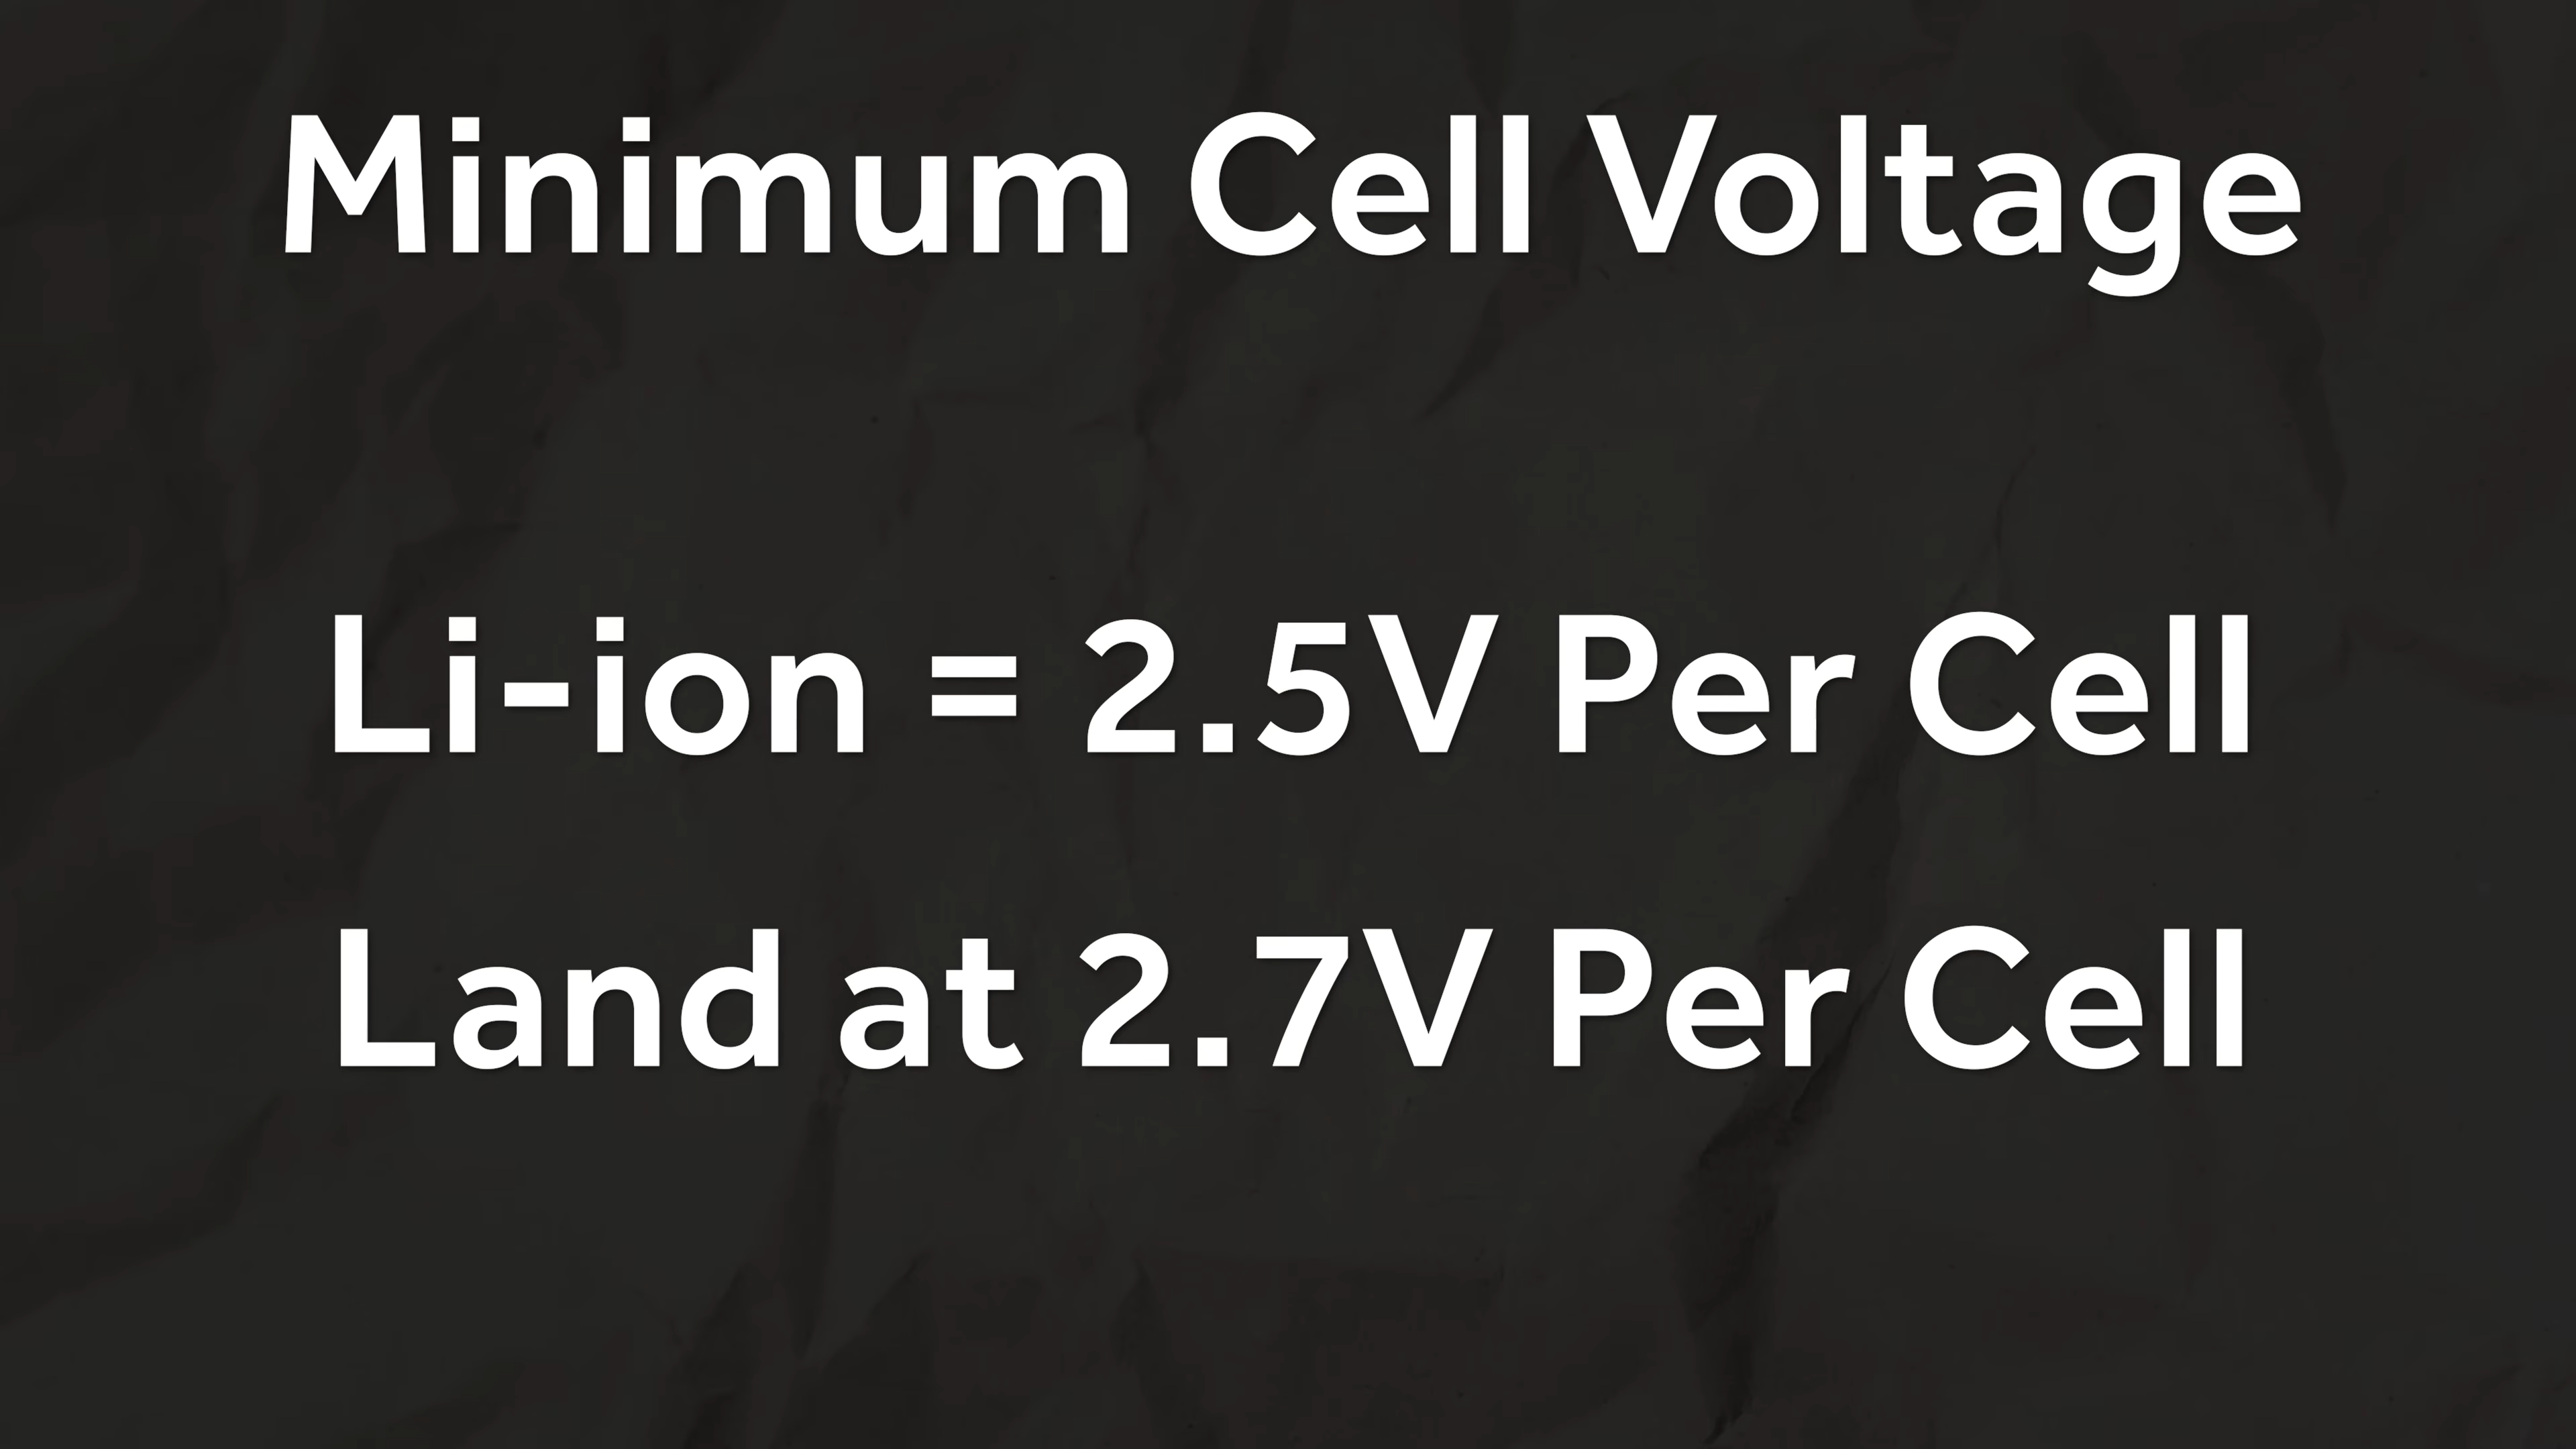 Minimum Cell Voltage
Li-ion = 2.5V Per Cell
Land at 2.7V Per Cell